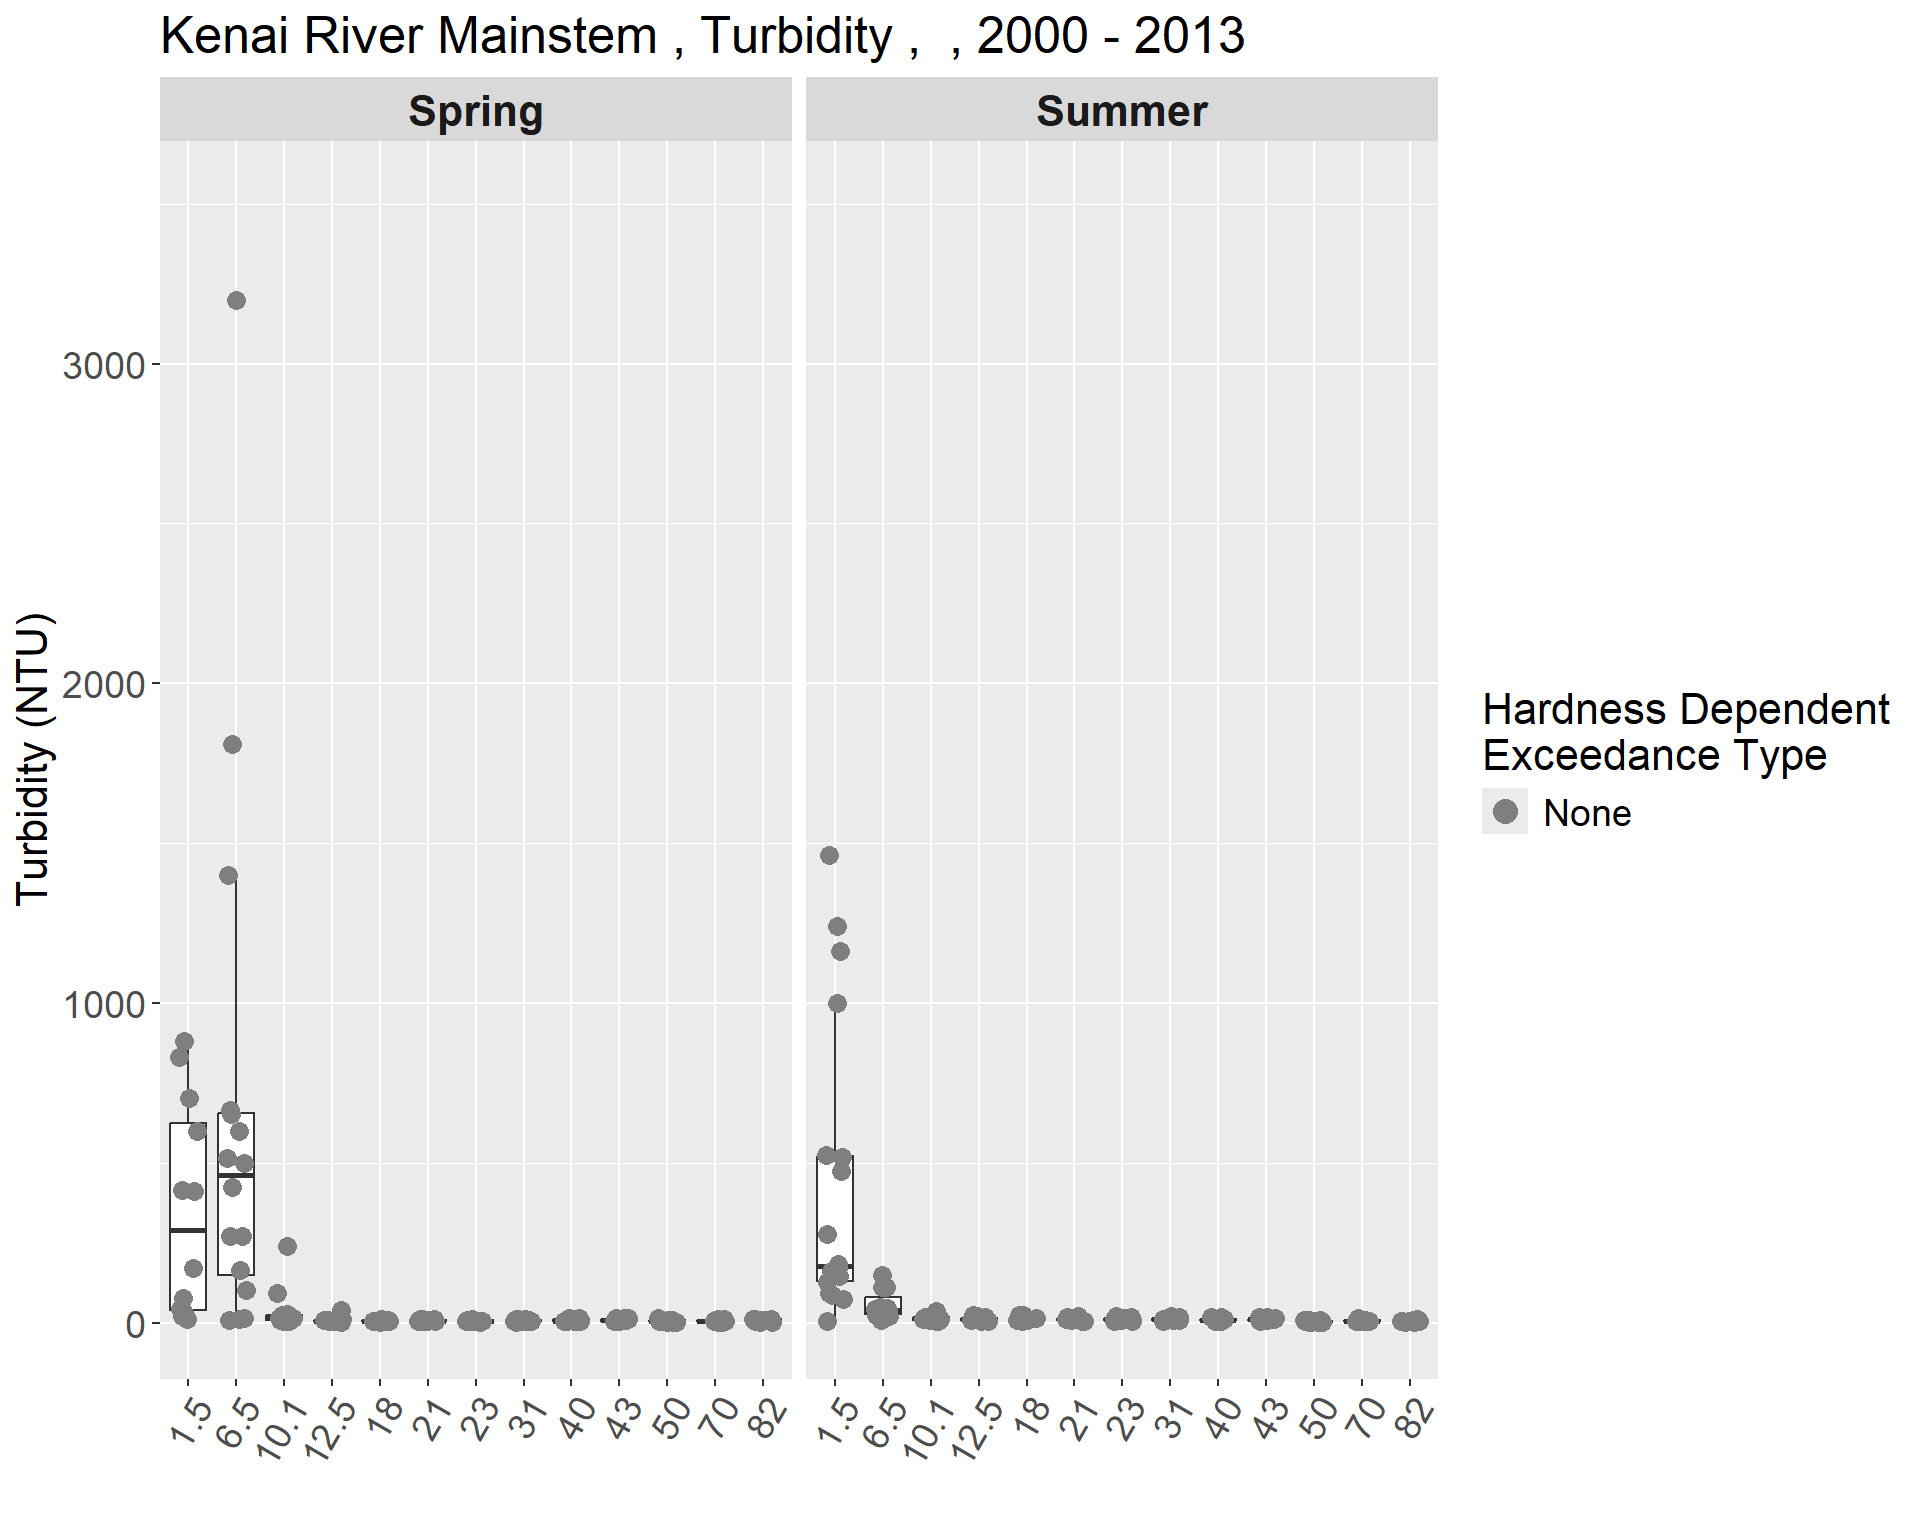 Kenai River Mainstem , Turbidity ,  , 2000 - 2013
Spring
Summer
Turbidity (NTU)
3000
2000
1000
0
1.5 6.5 10.1 12.5 18 21 23 31 40 43 50 70 82
1.5 6.5 10.1 12.5 18 21 23 31 40 43 50 70 82
Hardness Dependent
Exceedance Type
None